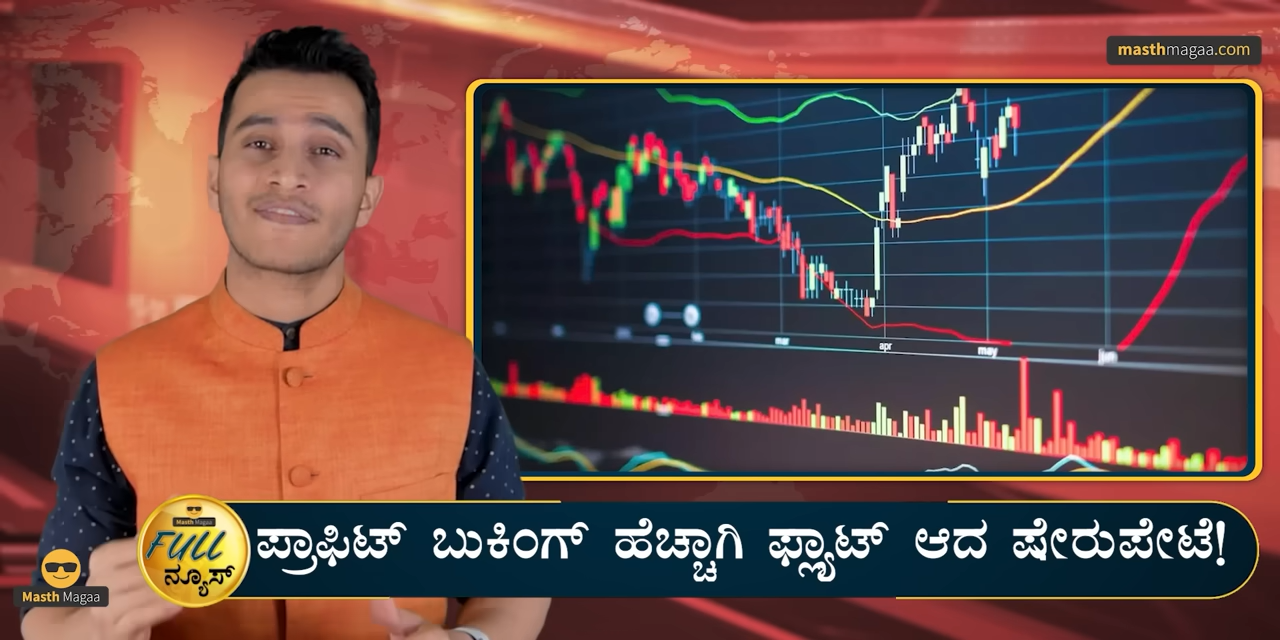 masthmagaa.com
mar
apr
may
jun
Masth Magaa
FULL
ನ್ಯೂಸ್
ಪ್ರಾಫಿಟ್ ಬುಕಿಂಗ್ ಹೆಚ್ಚಾಗಿ ಫ್ಲ್ಯಾಟ್ ಆದ ಷೇರುಪೇಟೆ!
Masth Magaa